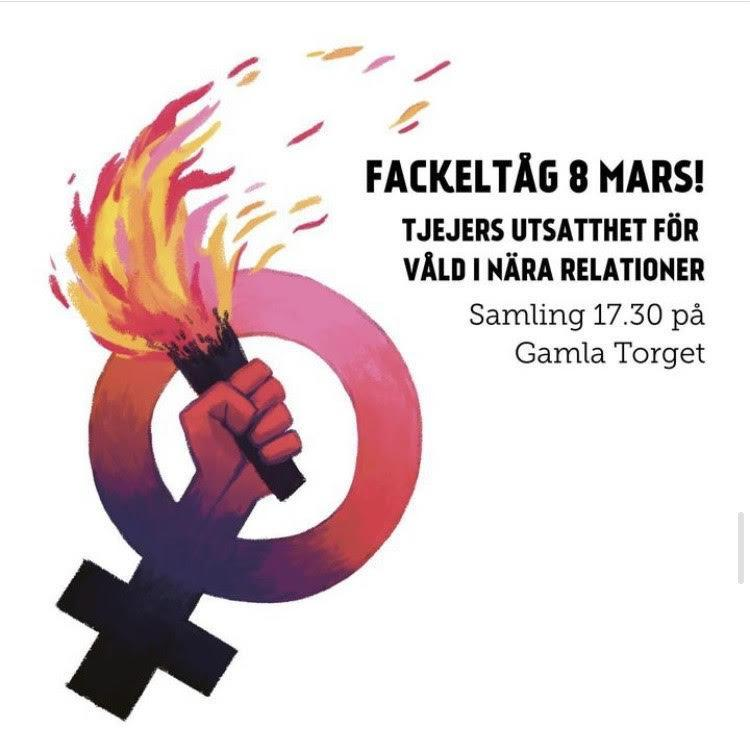 FACKELTÅG 8 MARS!
TJEJERS UTSATTHET FÖR
VÅLD I NÄRA RELATIONER
Samling 17.30 på
Gamla Torget